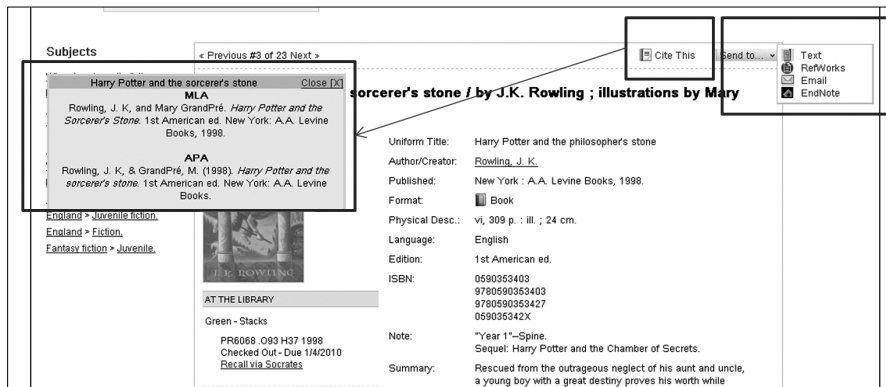 Subjects
« Previous #3 of 23 Next »
Cite This
Send to...
Text
RefWorks
Email
EndNote
Harry Potter and the sorcerer's stone Close [X]
MLA
Rowling, J. K, and Mary GrandPré. Harry Potter and the
Sorcerer's Stone. 1st American ed. New York: A.A. Levine
Books, 1998.
APA
Rowling, J. K, & GrandPré, M. (1998). Harry Potter and the
sorcerer's stone. 1st American ed. New York: A.A. Levine
Books.
sorcerer's stone / by J.K. Rowling ; illustrations by Mary
England > Juvenile fiction.
England > Fiction.
Fantasy fiction > Juvenile.
J. K. ROWLING
AT THE LIBRARY
Green - Stacks
PR6068 .O93 H37 1998
Checked Out - Due 1/4/2010
Recall via Socrates
Uniform Title: Harry Potter and the philosopher's stone
Author/Creator: Rowling, J. K.
Published: New York : A.A. Levine Books, 1998.
Format: Book
Physical Desc.: vi, 309 p. : ill. ; 24 cm.
Language: English
Edition: 1st American ed.
ISBN: 0590353403
9780590353403
9780590353427
059035342X
Note: "Year 1"--Spine.
Sequel: Harry Potter and the Chamber of Secrets.
Summary: Rescued from the outrageous neglect of his aunt and uncle,
a young boy with a great destiny proves his worth while